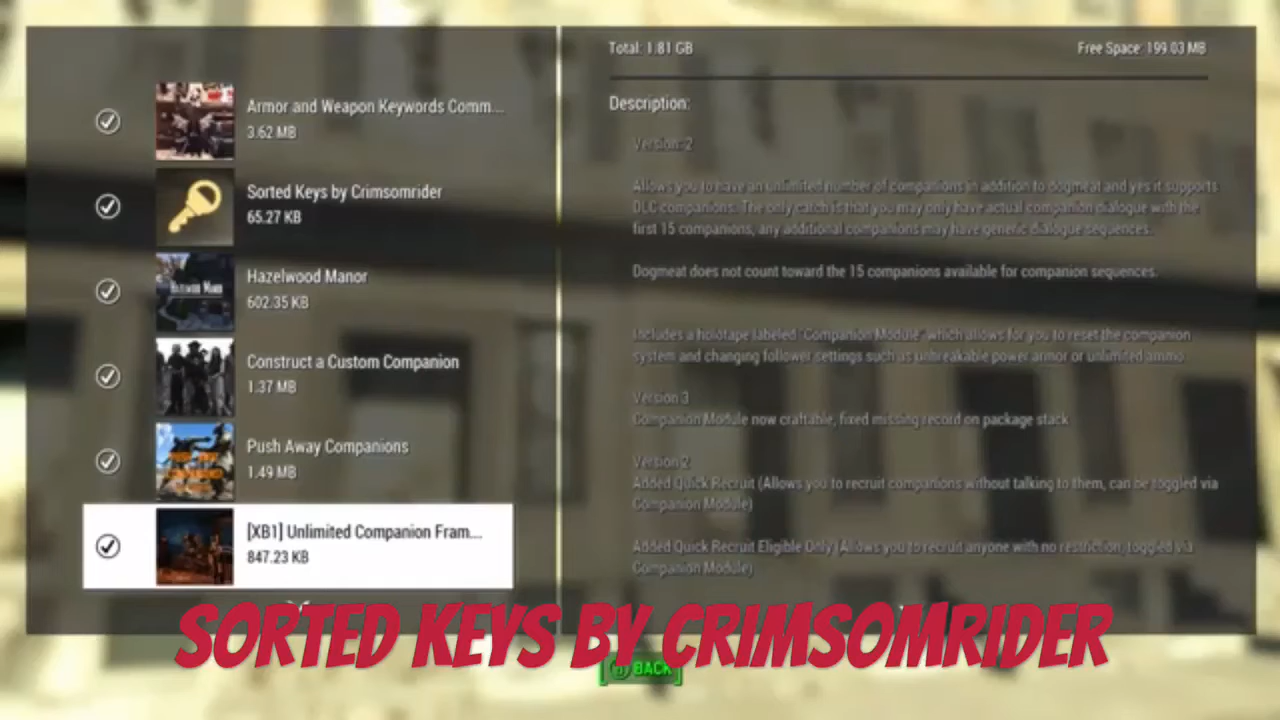 Armor and Weapon Keywords Comm...
3.62 MB
Sorted Keys by Crimsomrider
65.27 KB
Hazelwood Manor
602.35 KB
Construct a Custom Companion
1.37 MB
Push Away Companions
1.49 MB
[XB1] Unlimited Companion Fram...
847.23 KB
Total: 1.81 GB
Free Space: 199.03 MB
Description:
Version: 2
Allows you to have an unlimited number of companions in addition to dogmeat and yes it supports
DLC companions. The only catch is that you may only have actual companion dialogue with the
first 15 companions, any additional companions may have generic dialogue sequences.
Dogmeat does not count toward the 15 companions available for companion sequences.
Includes a holotape labeled "Companion Module" which allows for you to reset the companion
system and changing follower settings such as unbreakable power armor or unlimited ammo.
Version 3
Companion Module now craftable, fixed missing record on package stack
Version 2
Added Quick Recruit (Allows you to recruit companions without talking to them, can be toggled via
Companion Module)
Added Quick Recruit Eligible Only (Allows you to recruit anyone with no restriction, toggled via
Companion Module)
SORTED KEYS BY CRIMSOMRIDER
BACK